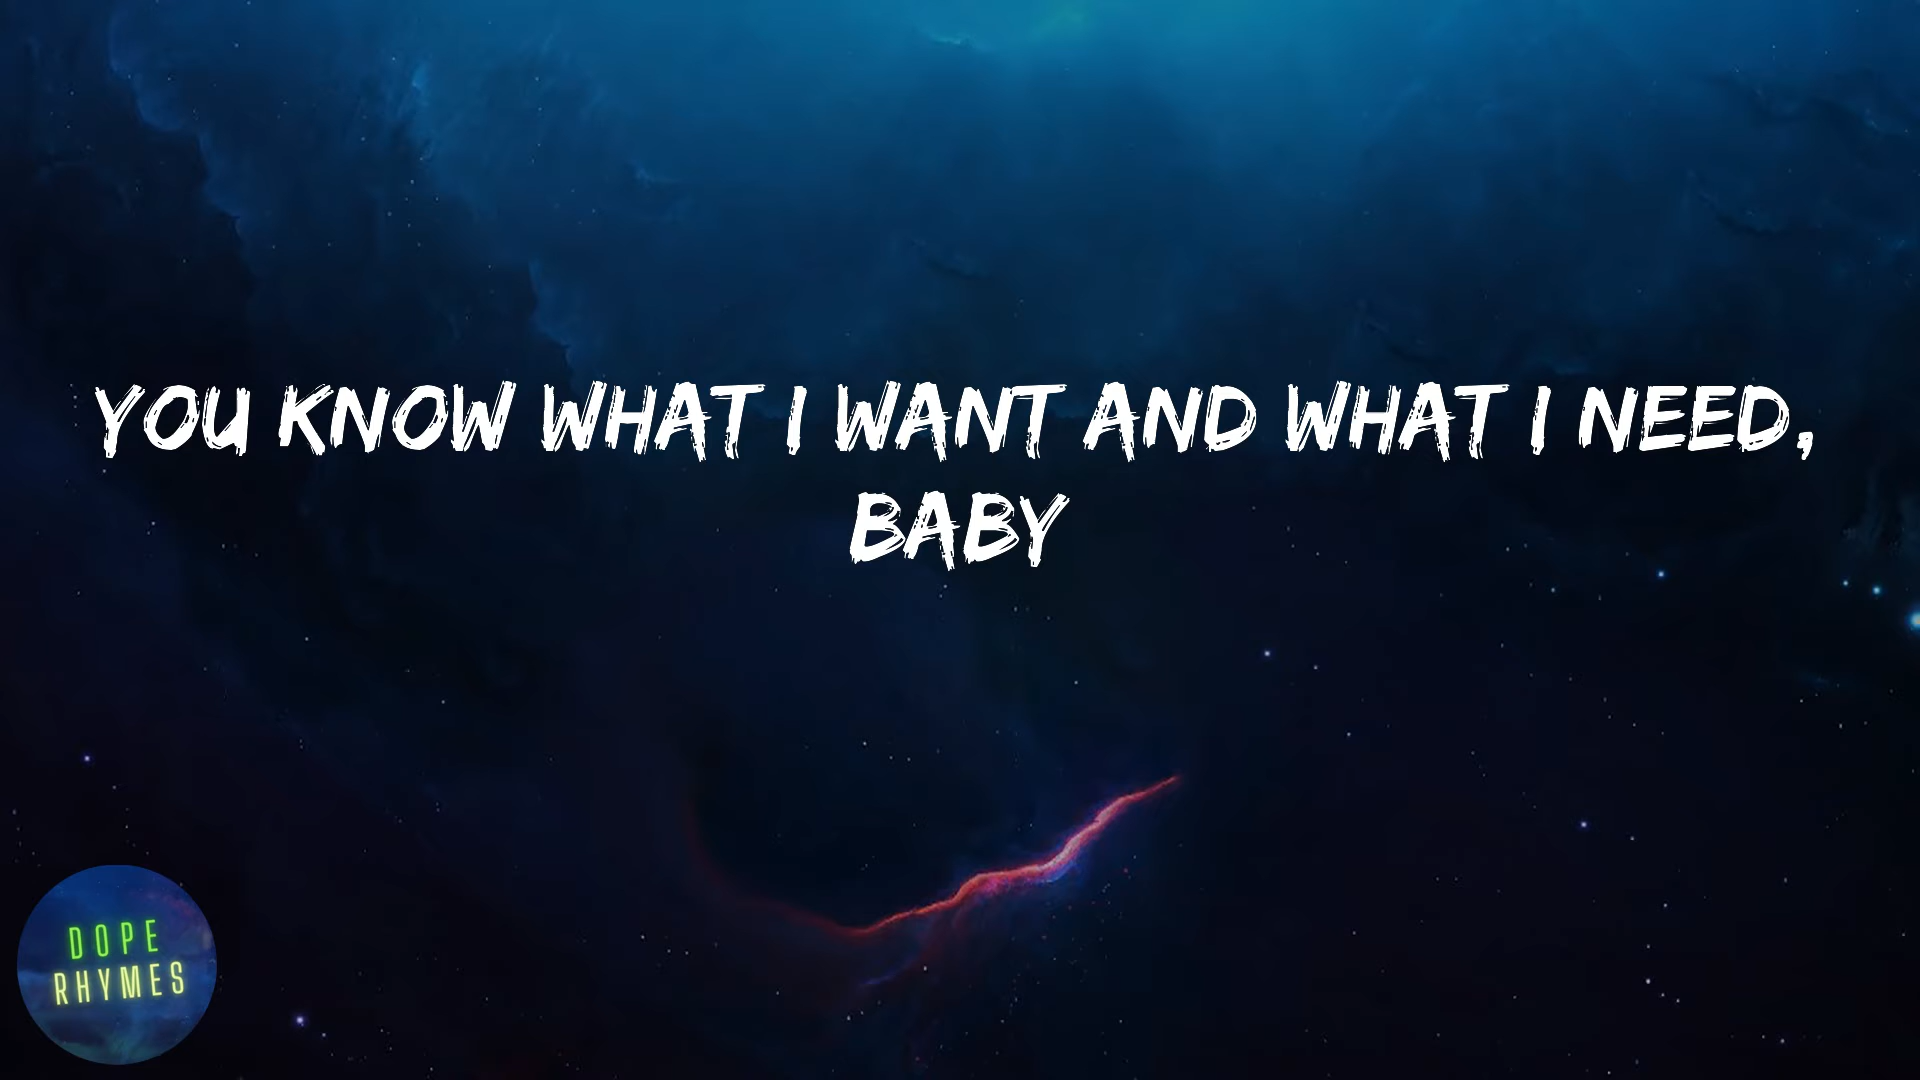 YOU KNOW WHAT I WANT AND WHAT I NEED,
BABY
DOPE
RHYMES